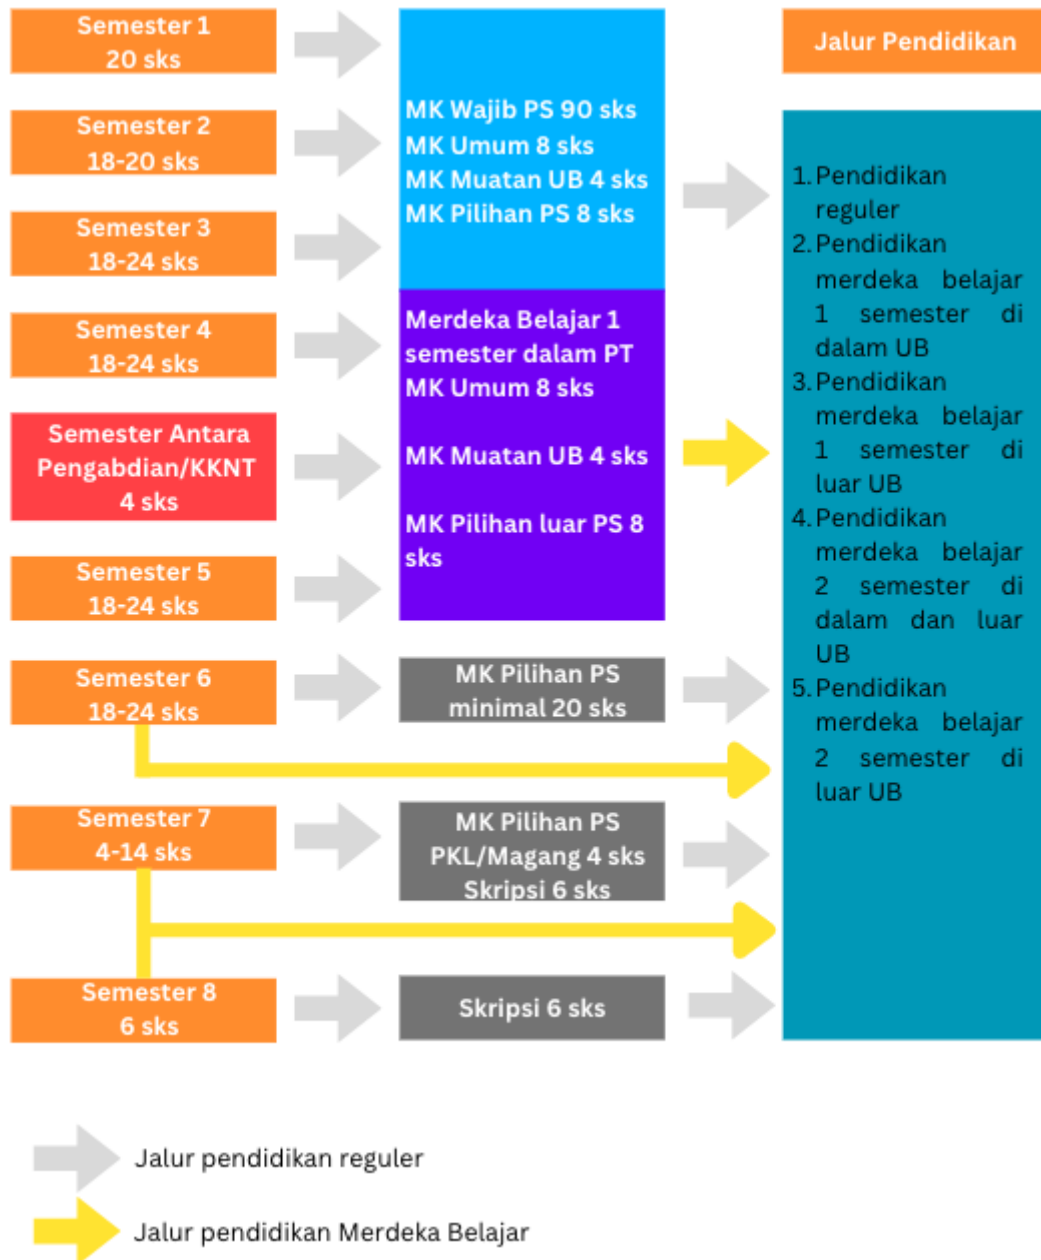 Semester 1
20 sks
Semester 2
18-20 sks
Semester 3
18-24 sks
Semester 4
18-24 sks
Semester Antara
Pengabdian/KKNT
4 sks
Semester 5
18-24 sks
Semester 6
18-24 sks
Semester 7
4-14 sks
Semester 8
6 sks
MK Wajib PS 90 sks
MK Umum 8 sks
MK Muatan UB 4 sks
MK Pilihan PS 8 sks
Merdeka Belajar 1
semester dalam PT
MK Umum 8 sks
MK Muatan UB 4 sks
MK Pilihan luar PS 8
sks
MK Pilihan PS
minimal 20 sks
MK Pilihan PS
PKL/Magang 4 sks
Skripsi 6 sks
Skripsi 6 sks
Jalur Pendidikan
1. Pendidikan
reguler
2. Pendidikan
merdeka belajar
1 semester di
dalam UB
3. Pendidikan
merdeka belajar
1 semester di
luar UB
4. Pendidikan
merdeka belajar
2 semester di
dalam dan luar
UB
5. Pendidikan
merdeka belajar
2 semester di
luar UB
Jalur pendidikan reguler
Jalur pendidikan Merdeka Belajar